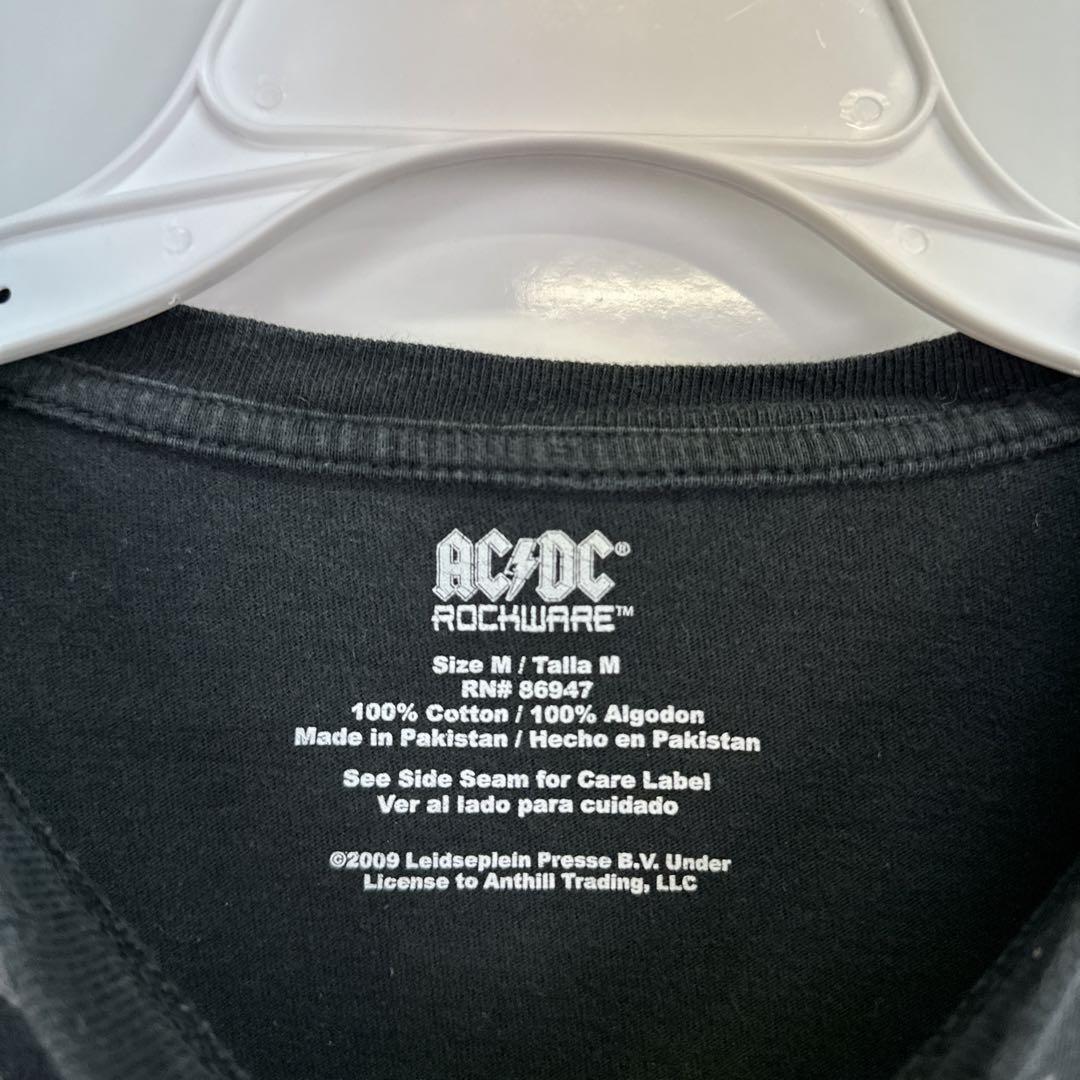 AC⚡DC®
ROCKWARE™
Size M / Talla M
RN# 86947
100% Cotton / 100% Algodon
Made in Pakistan / Hecho en Pakistan
See Side Seam for Care Label
Ver al lado para cuidado
©2009 Leidseplein Presse B.V. Under
License to Anthill Trading, LLC